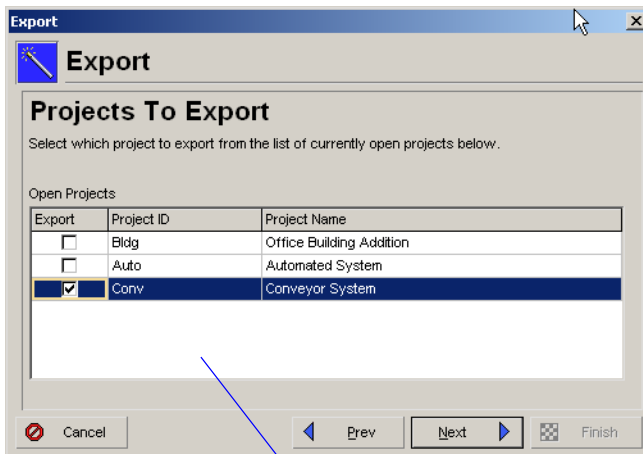 Export
Export
Projects To Export
Select which project to export from the list of currently open projects below.
Open Projects
Export Project ID Project Name
Bldg Office Building Addition
Auto Automated System
Conv Conveyor System
Cancel Prev Next Finish